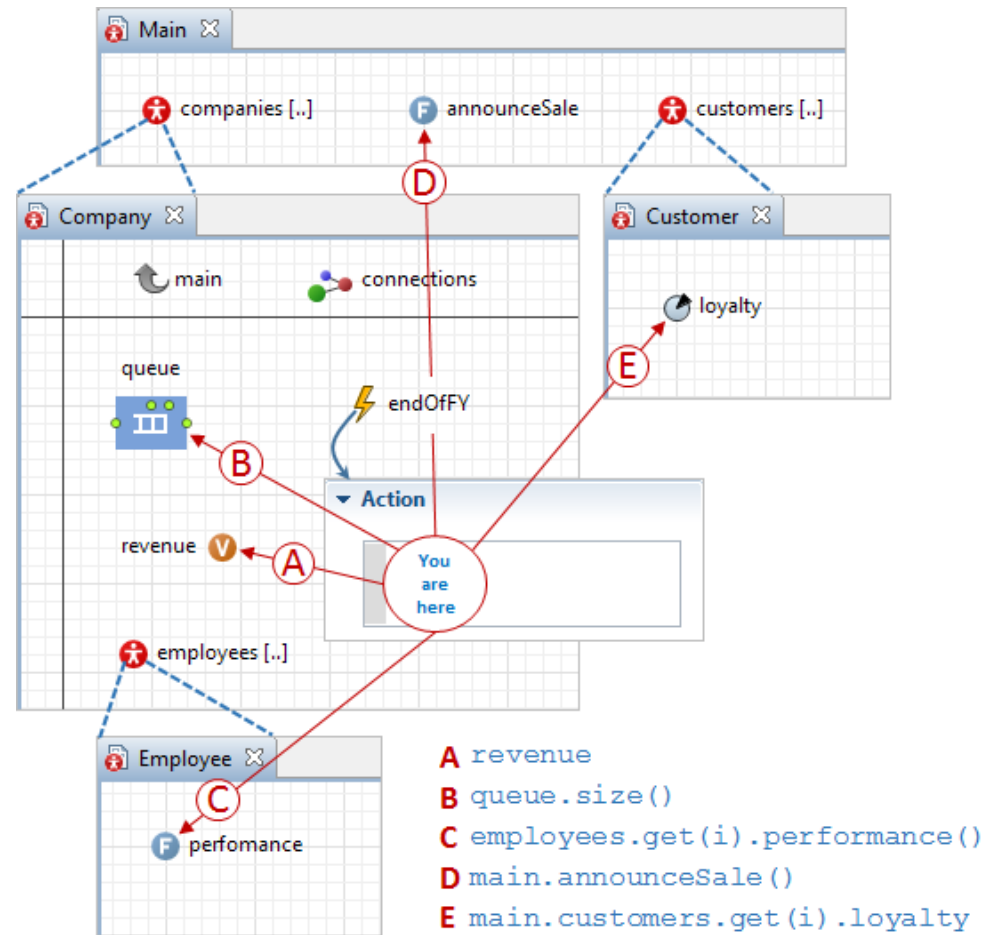 Main
companies [..]
announceSale
customers [..]
D
Company
Customer
main
connections
loyalty
E
queue
endOfFY
B
Action
revenue
V
A
You
are
here
employees [..]
Employee
C
F
perfomance
F
A revenue
B queue.size()
C employees.get(i).performance()
D main.announceSale()
E main.customers.get(i).loyalty